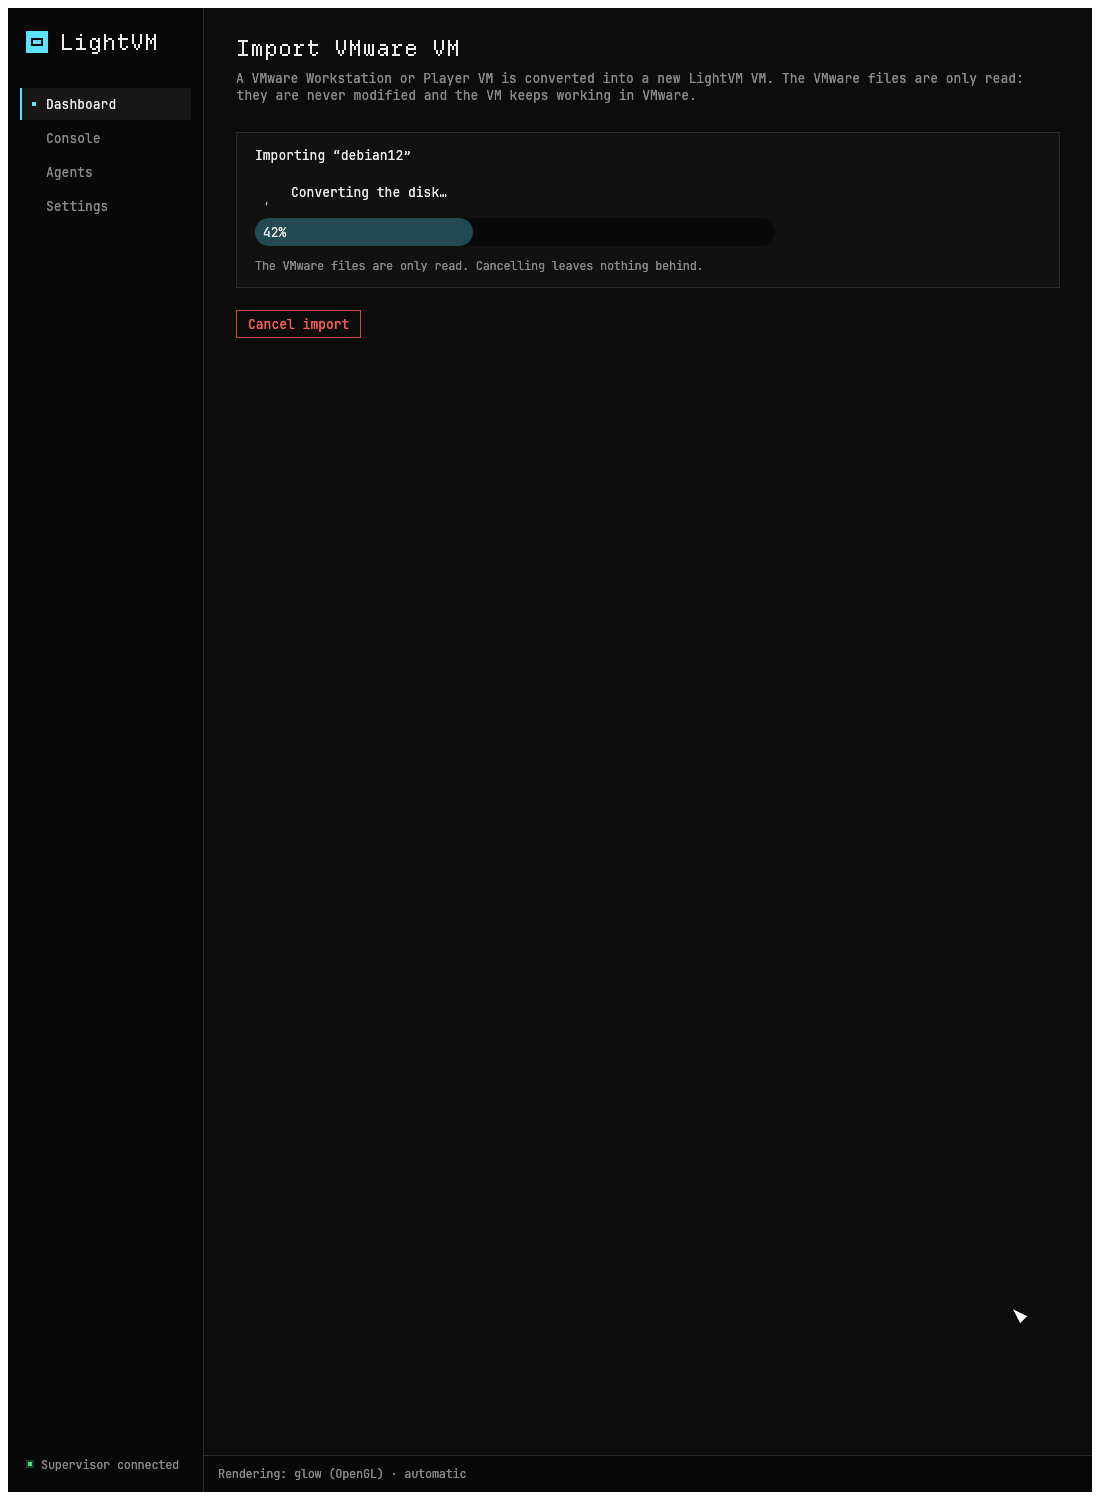 LightVM
Dashboard
Console
Agents
Settings
Supervisor connected
Import VMware VM
A VMware Workstation or Player VM is converted into a new LightVM VM. The VMware files are only read:
they are never modified and the VM keeps working in VMware.
Importing “debian12”
Converting the disk…
42%
The VMware files are only read. Cancelling leaves nothing behind.
Cancel import
Rendering: glow (OpenGL) · automatic